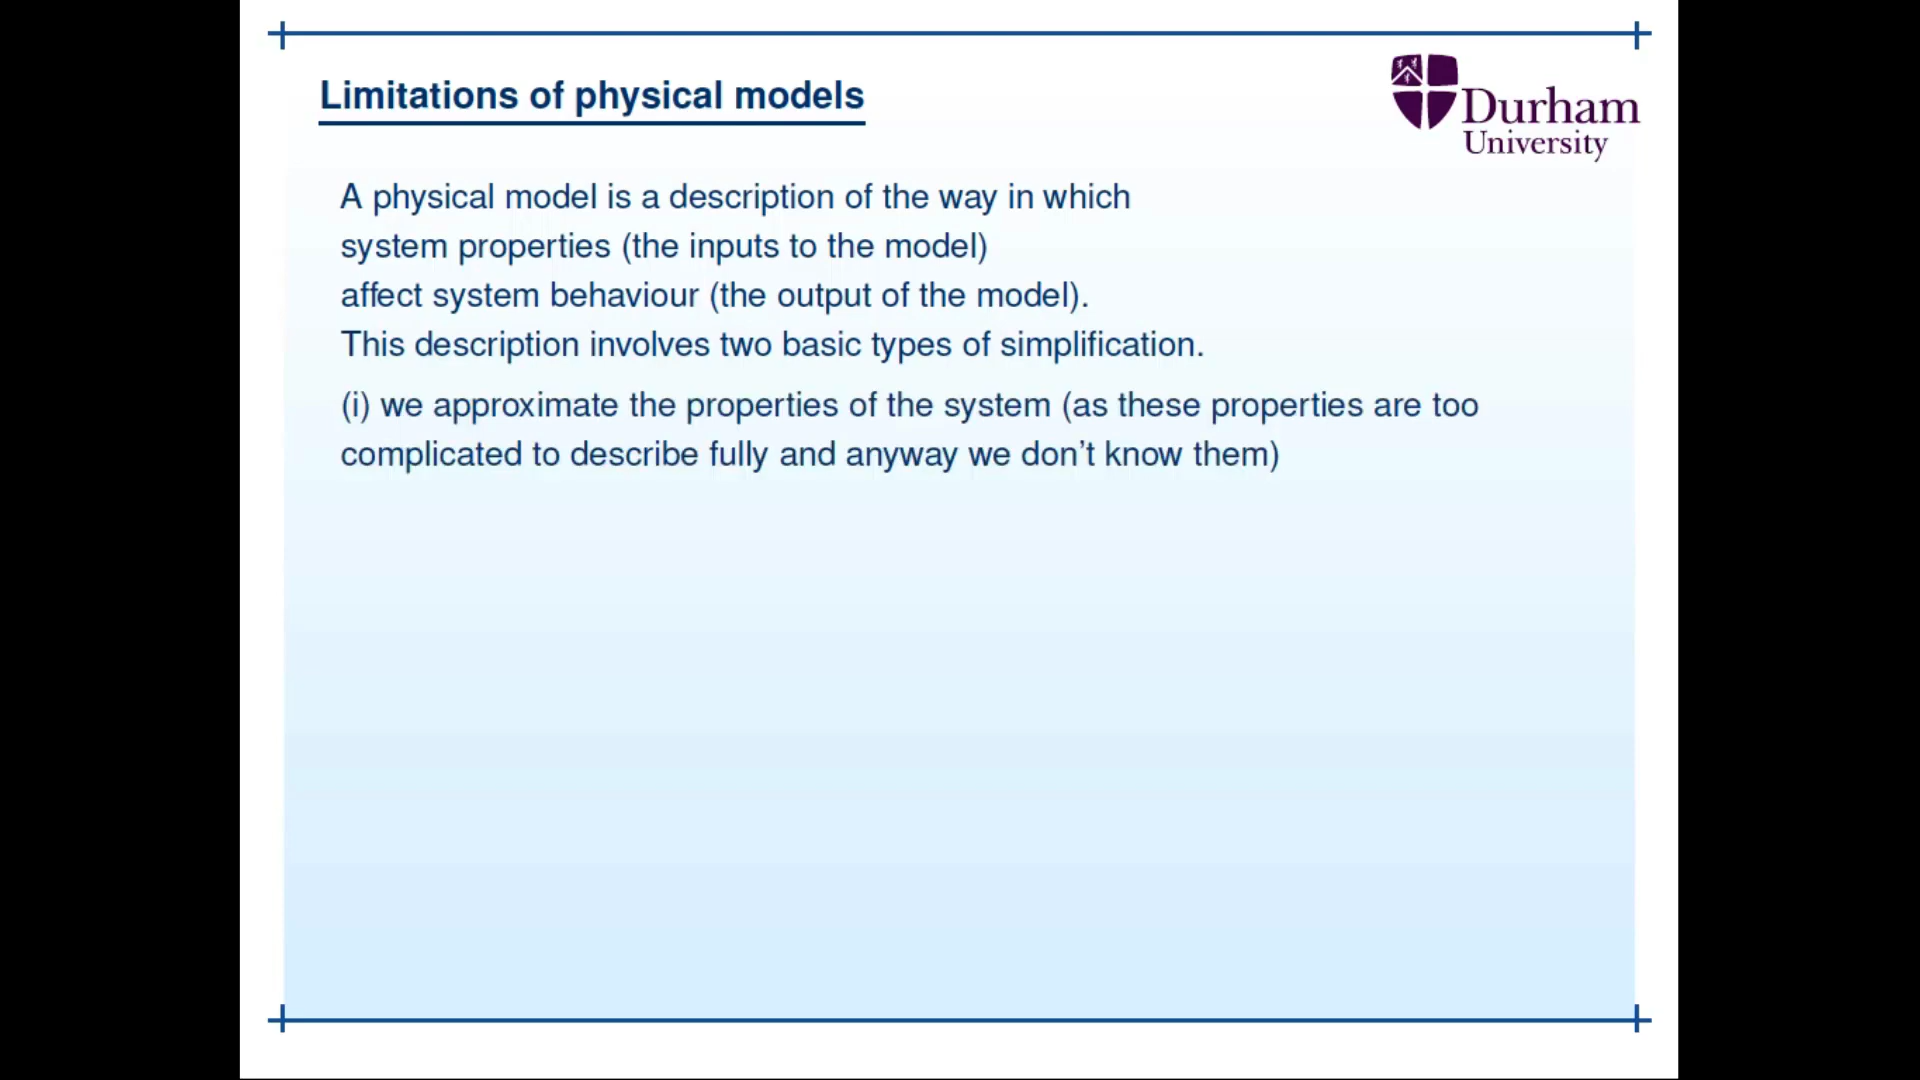 Limitations of physical models
Durham
University
A physical model is a description of the way in which
system properties (the inputs to the model)
affect system behaviour (the output of the model).
This description involves two basic types of simplification.
(i) we approximate the properties of the system (as these properties are too
complicated to describe fully and anyway we don’t know them)